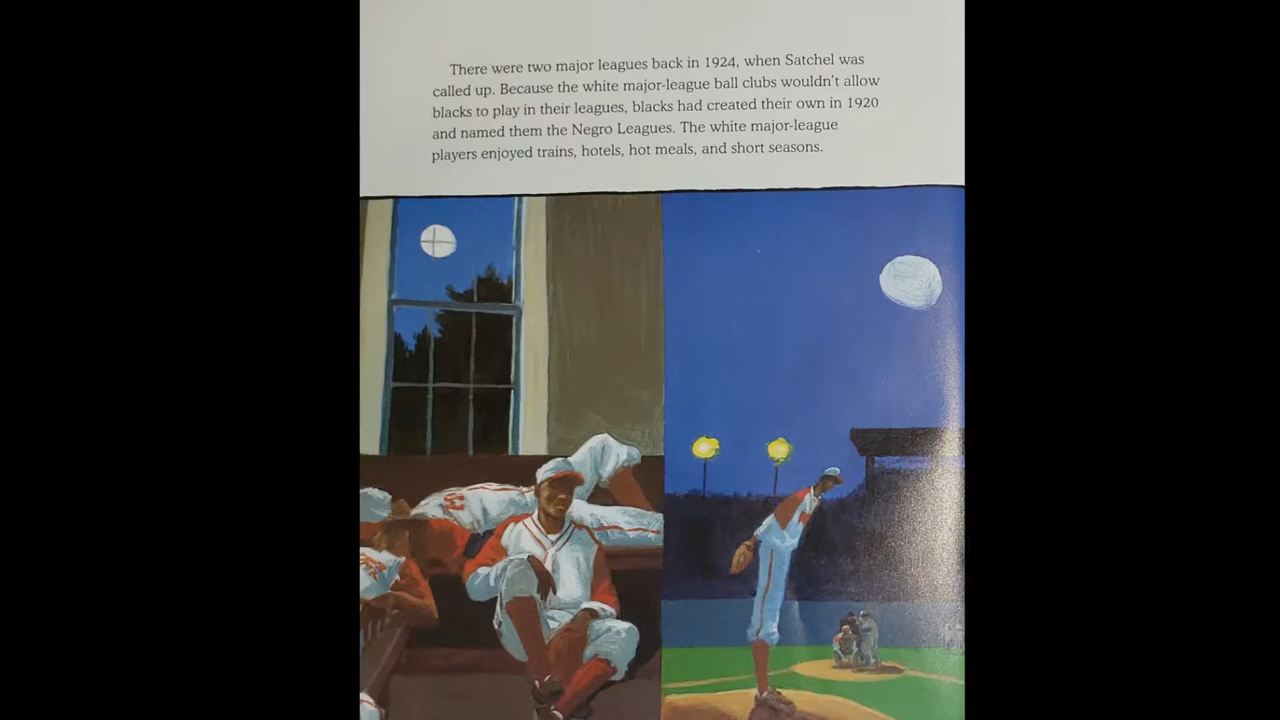 There were two major leagues back in 1924, when Satchel was
called up. Because the white major-league ball clubs wouldn't allow
blacks to play in their leagues, blacks had created their own in 1920
and named them the Negro Leagues. The white major-league
players enjoyed trains, hotels, hot meals, and short seasons.